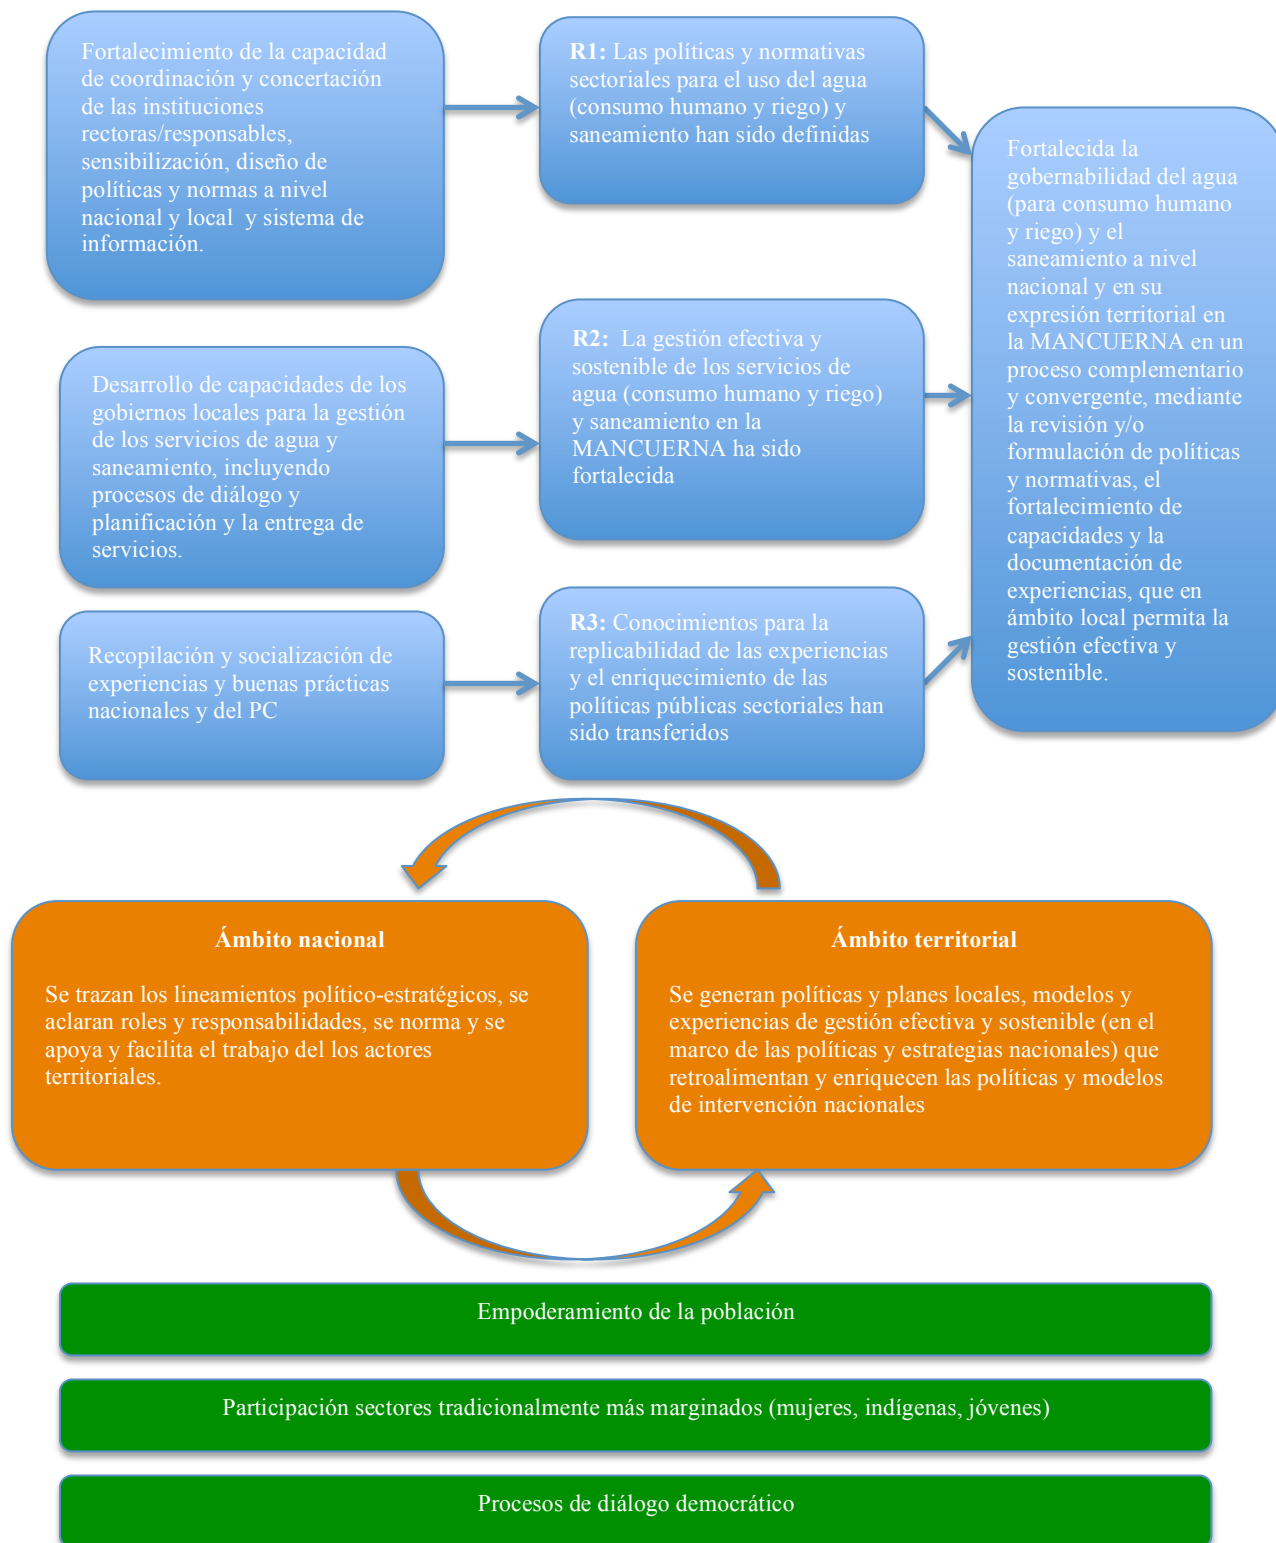 Fortalecimiento de la capacidad
de coordinación y concertación
de las instituciones
rectoras/responsables,
sensibilización, diseño de
políticas y normas a nivel
nacional y local  y sistema de
información.
R1: Las políticas y normativas
sectoriales para el uso del agua
(consumo humano y riego) y
saneamiento han sido definidas
Desarrollo de capacidades de los
gobiernos locales para la gestión
de los servicios de agua y
saneamiento, incluyendo
procesos de diálogo y
planificación y la entrega de
servicios.
R2:  La gestión efectiva y
sostenible de los servicios de
agua (consumo humano y riego)
y saneamiento en la
MANCUERNA ha sido
fortalecida
Recopilación y socialización de
experiencias y buenas prácticas
nacionales y del PC
R3: Conocimientos para la
replicabilidad de las experiencias
y el enriquecimiento de las
políticas públicas sectoriales han
sido transferidos
Fortalecida la
gobernabilidad del agua
(para consumo humano
y riego) y el
saneamiento a nivel
nacional y en su
expresión territorial en
la MANCUERNA en un
proceso complementario
y convergente, mediante
la revisión y/o
formulación de políticas
y normativas, el
fortalecimiento de
capacidades y la
documentación de
experiencias, que en
ámbito local permita la
gestión efectiva y
sostenible.
Ámbito nacional
Se trazan los lineamientos político-estratégicos, se
aclaran roles y responsabilidades, se norma y se
apoya y facilita el trabajo del los actores
territoriales.
Ámbito territorial
Se generan políticas y planes locales, modelos y
experiencias de gestión efectiva y sostenible (en el
marco de las políticas y estrategias nacionales) que
retroalimentan y enriquecen las políticas y modelos
de intervención nacionales
Empoderamiento de la población
Participación sectores tradicionalmente más marginados (mujeres, indígenas, jóvenes)
Procesos de diálogo democrático